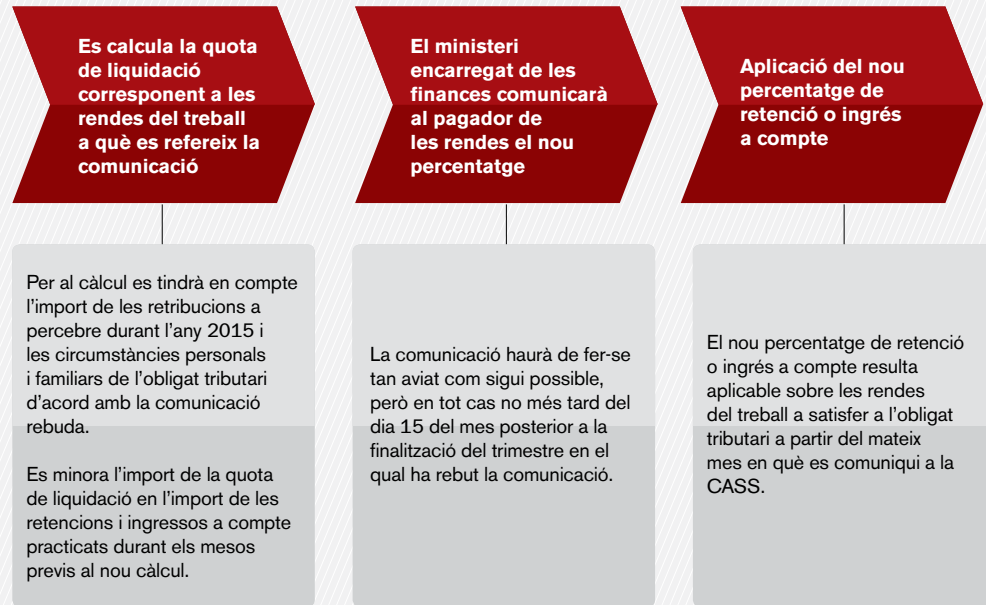 Es calcula la quota
de liquidació
corresponent a les
rendes del treball
a què es refereix la
comunicació
El ministeri
encarregat de les
finances comunicarà
al pagador de
les rendes el nou
percentatge
Aplicació del nou
percentatge de
retenció o ingrés
a compte
Per al càlcul es tindrà en compte
l'import de les retribucions a
percebre durant l'any 2015 i
les circumstàncies personals
i familiars de l'obligat tributari
d'acord amb la comunicació
rebuda.
Es minora l'import de la quota
de liquidació en l'import de les
retencions i ingressos a compte
practicats durant els mesos
previs al nou càlcul.
La comunicació haurà de fer-se
tan aviat com sigui possible,
però en tot cas no més tard del
dia 15 del mes posterior a la
finalització del trimestre en el
qual ha rebut la comunicació.
El nou percentatge de retenció
o ingrés a compte resulta
aplicable sobre les rendes
del treball a satisfer a l'obligat
tributari a partir del mateix
mes en què es comuniqui a la
CASS.